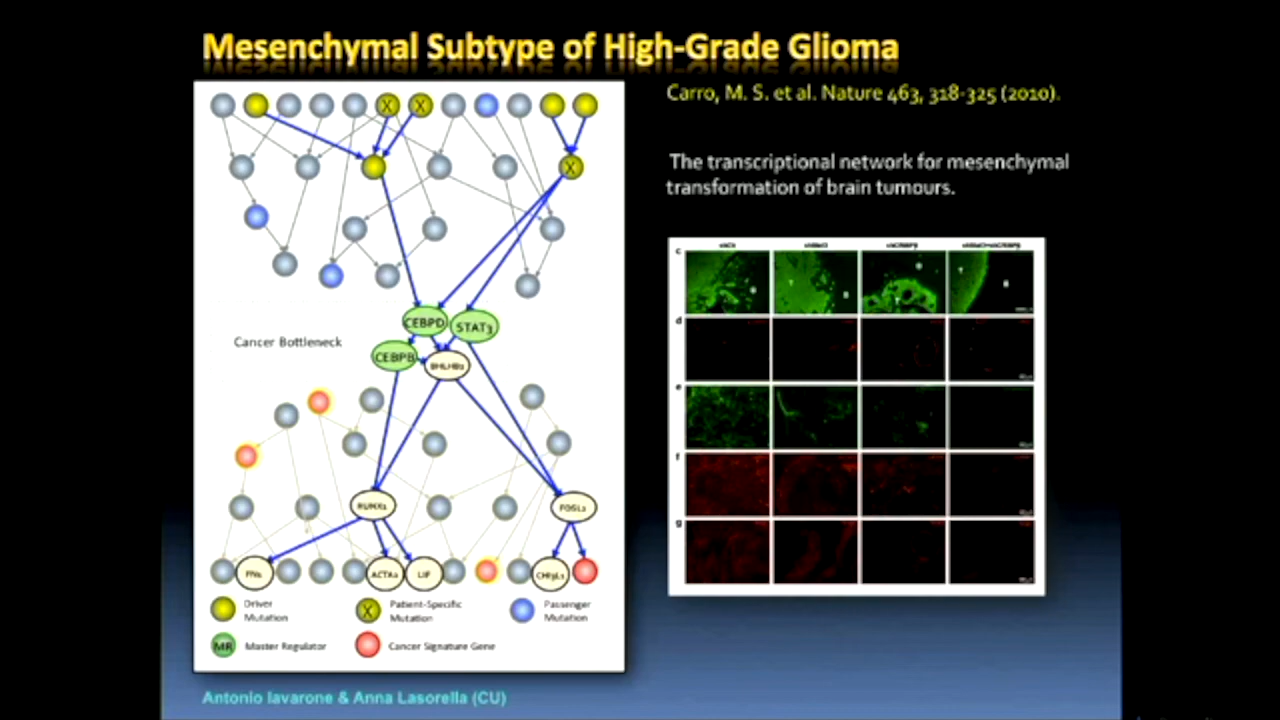 Mesenchymal Subtype of High-Grade Glioma
Carro, M. S. et al. Nature 463, 318-325 (2010).
The transcriptional network for mesenchymal
transformation of brain tumours.
X X
X
CEBPD STAT3
Cancer Bottleneck
CEBPB BHLHB2
RUNX1 FOSL2
ACTA2 LIF CHI3L1
Driver
Mutation
X Patient-Specific
Mutation
Passenger
Mutation
MR Master Regulator
Cancer Signature Gene
c
d
e
f
g
Antonio Iavarone & Anna Lasorella (CU)